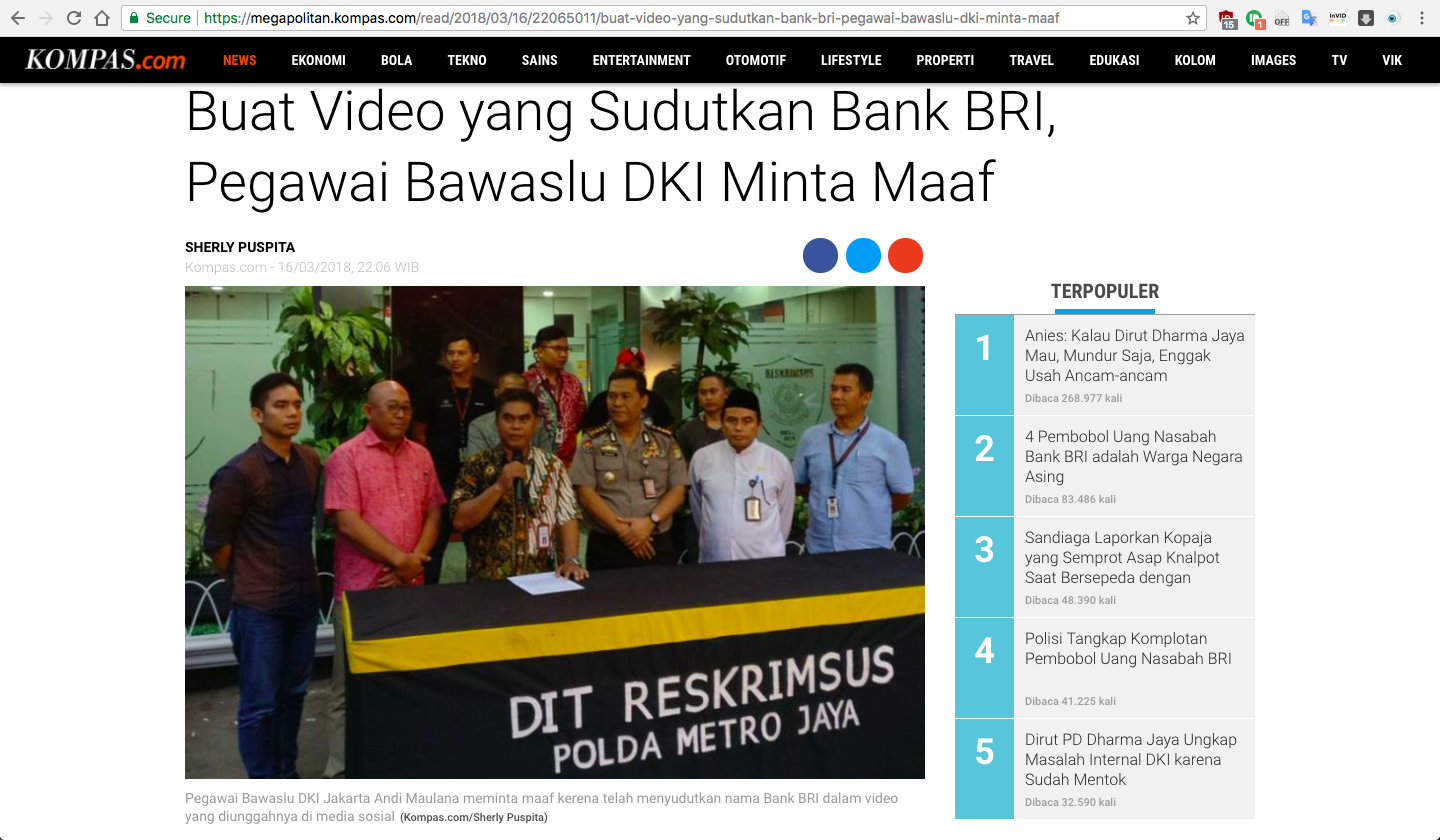 Secure
https://megapolitan.kompas.com/read/2018/03/16/22065011/buat-video-yang-sudutkan-bank-bri-pegawai-bawaslu-dki-minta-maaf
15
1
OFF
InVID
KOMPAS.com NEWS EKONOMI BOLA TEKNO SAINS ENTERTAINMENT OTOMOTIF LIFESTYLE PROPERTI TRAVEL EDUKASI KOLOM IMAGES TV VIK
Buat Video yang Sudutkan Bank BRI,
Pegawai Bawaslu DKI Minta Maaf
SHERLY PUSPITA
Kompas.com - 16/03/2018, 22:06 WIB
RESKRIMSUS
DIT RESKRIMSUS
POLDA METRO JAYA
Pegawai Bawaslu DKI Jakarta Andi Maulana meminta maaf kerena telah menyudutkan nama Bank BRI dalam video
yang diunggahnya di media sosial (Kompas.com/Sherly Puspita)
TERPOPULER
1
Anies: Kalau Dirut Dharma Jaya
Mau, Mundur Saja, Enggak
Usah Ancam-ancam
Dibaca 268.977 kali
2
4 Pembobol Uang Nasabah
Bank BRI adalah Warga Negara
Asing
Dibaca 83.486 kali
3
Sandiaga Laporkan Kopaja
yang Semprot Asap Knalpot
Saat Bersepeda dengan
Dibaca 48.390 kali
4
Polisi Tangkap Komplotan
Pembobol Uang Nasabah BRI
Dibaca 41.225 kali
5
Dirut PD Dharma Jaya Ungkap
Masalah Internal DKI karena
Sudah Mentok
Dibaca 32.590 kali